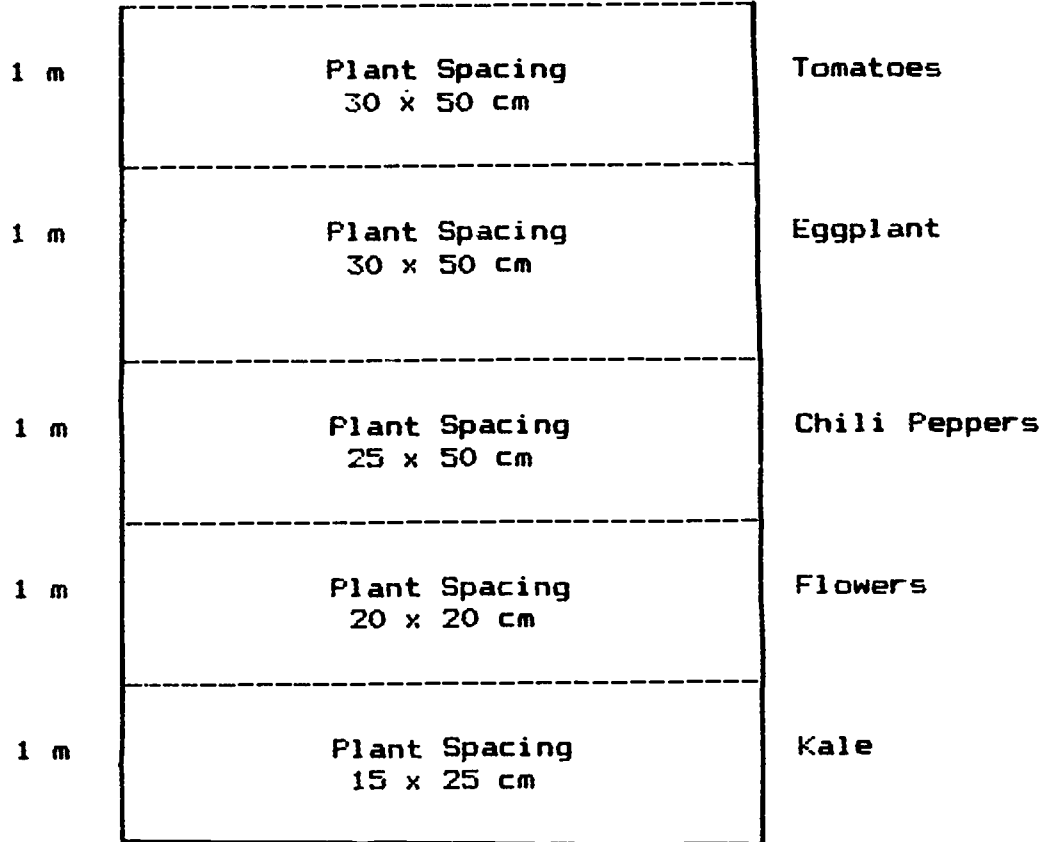 1 m Plant Spacing Tomatoes
30 x 50 cm
1 m Plant Spacing Eggplant
30 x 50 cm
1 m Plant Spacing Chili Peppers
25 x 50 cm
1 m Plant Spacing Flowers
20 x 20 cm
1 m Plant Spacing Kale
15 x 25 cm